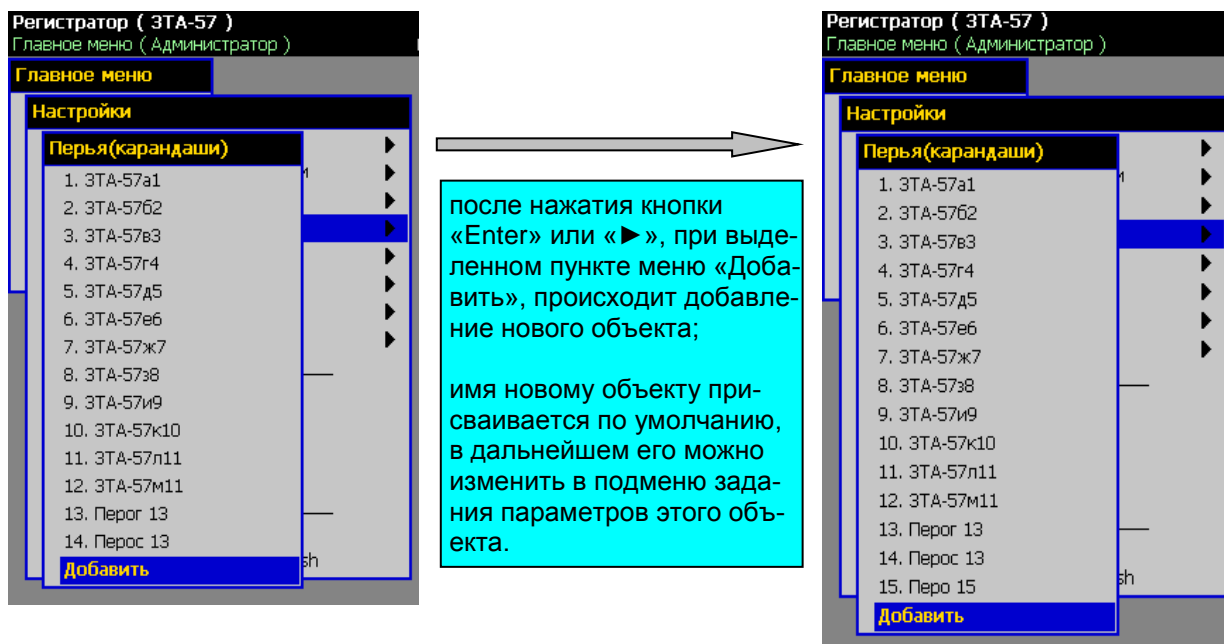 Регистратор ( ЗТА-57 )
Главное меню ( Администратор )
Главное меню
Настройки
Перья(карандаши)
1. ЗТА-57а1
2. ЗТА-57б2
3. ЗТА-57в3
4. ЗТА-57г4
5. ЗТА-57д5
6. ЗТА-57е6
7. ЗТА-57ж7
8. ЗТА-57з8
9. ЗТА-57и9
10. ЗТА-57к10
11. ЗТА-57л11
12. ЗТА-57м11
13. Перог 13
14. Перос 13
Добавить
sh
после нажатия кнопки
«Enter» или «►», при выде-
ленном пункте меню «Доба-
вить», происходит добавле-
ние нового объекта;
имя новому объекту при-
сваивается по умолчанию,
в дальнейшем его можно
изменить в подменю зада-
ния параметров этого объ-
екта.
Регистратор ( ЗТА-57 )
Главное меню ( Администратор )
Главное меню
Настройки
Перья(карандаши)
1. ЗТА-57а1
2. ЗТА-57б2
3. ЗТА-57в3
4. ЗТА-57г4
5. ЗТА-57д5
6. ЗТА-57е6
7. ЗТА-57ж7
8. ЗТА-57з8
9. ЗТА-57и9
10. ЗТА-57к10
11. ЗТА-57л11
12. ЗТА-57м11
13. Перог 13
14. Перос 13
15. Перо 15
Добавить
sh